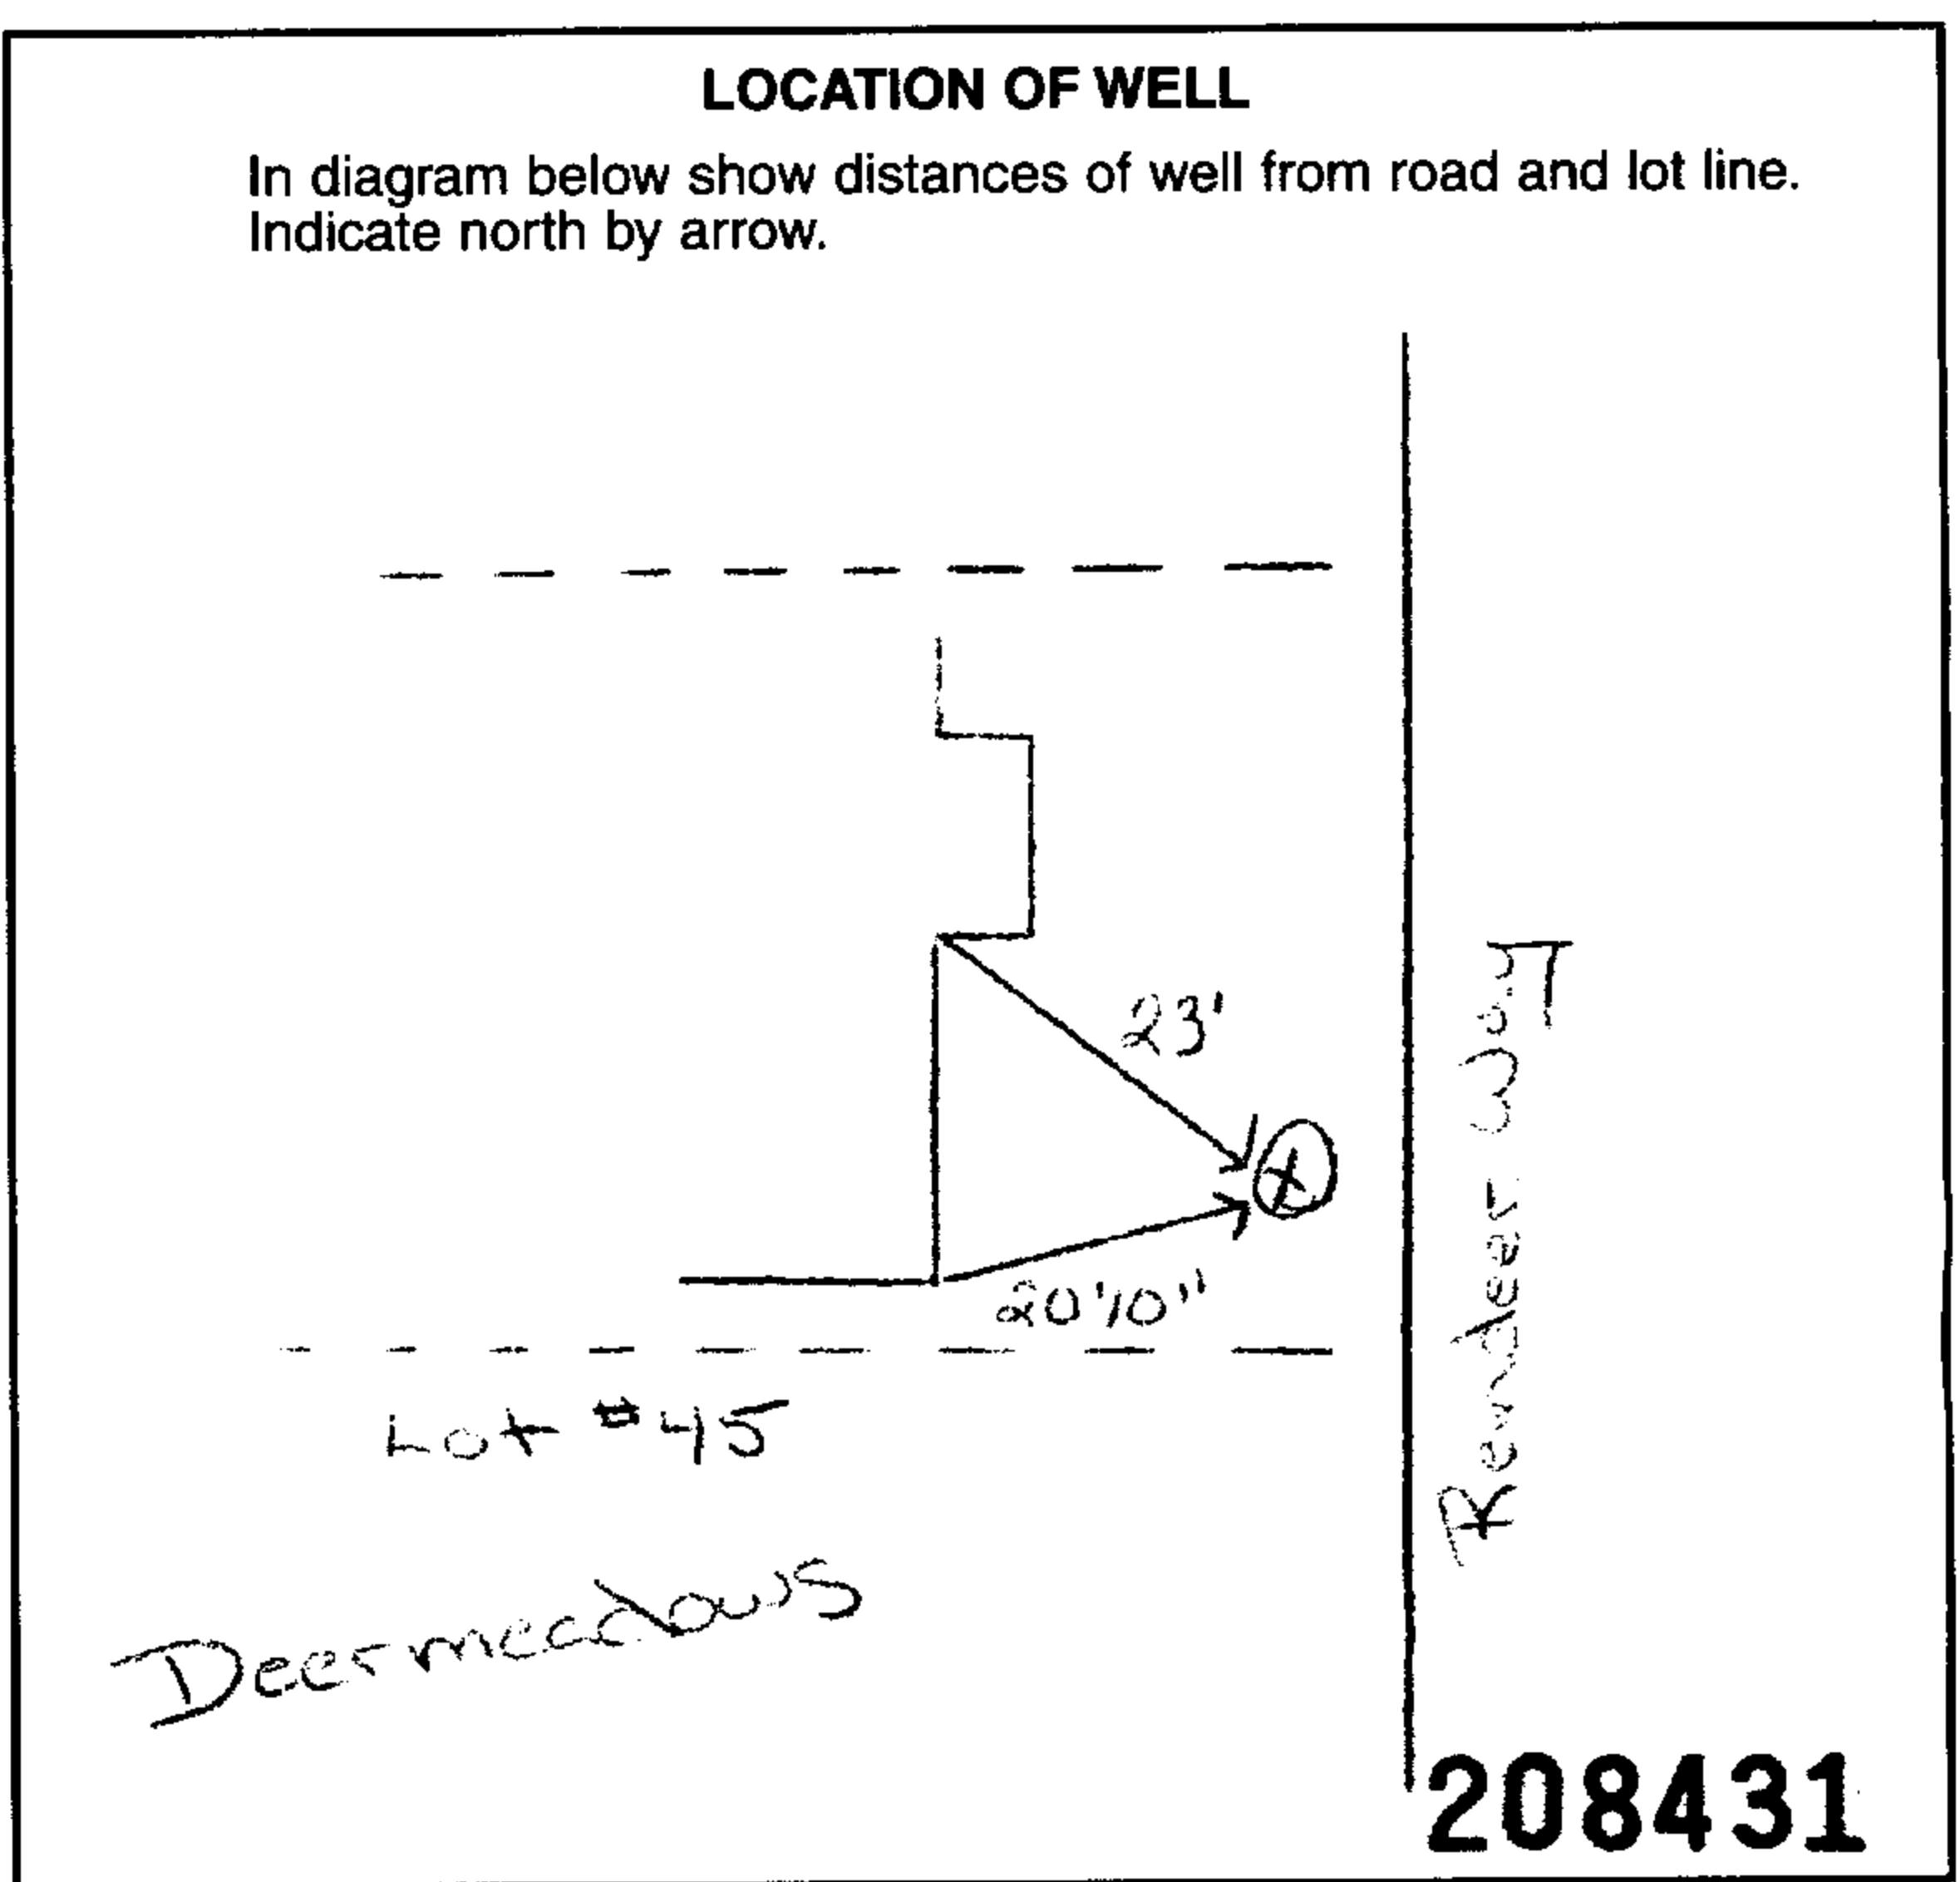 LOCATION OF WELL
In diagram below show distances of well from road and lot line.
Indicate north by arrow.
23'
20'10"
Reindeer Way
Lot #45
Deermeadows
208431